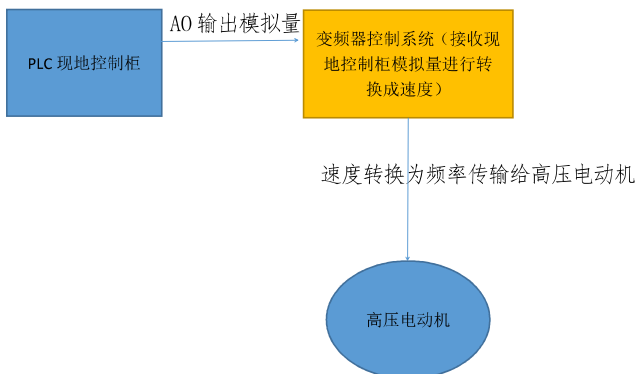 AO 输出模拟量
PLC 现地控制柜
变频器控制系统（接收现
地控制柜模拟量进行转
换成速度）
速度转换为频率传输给高压电动机
高压电动机